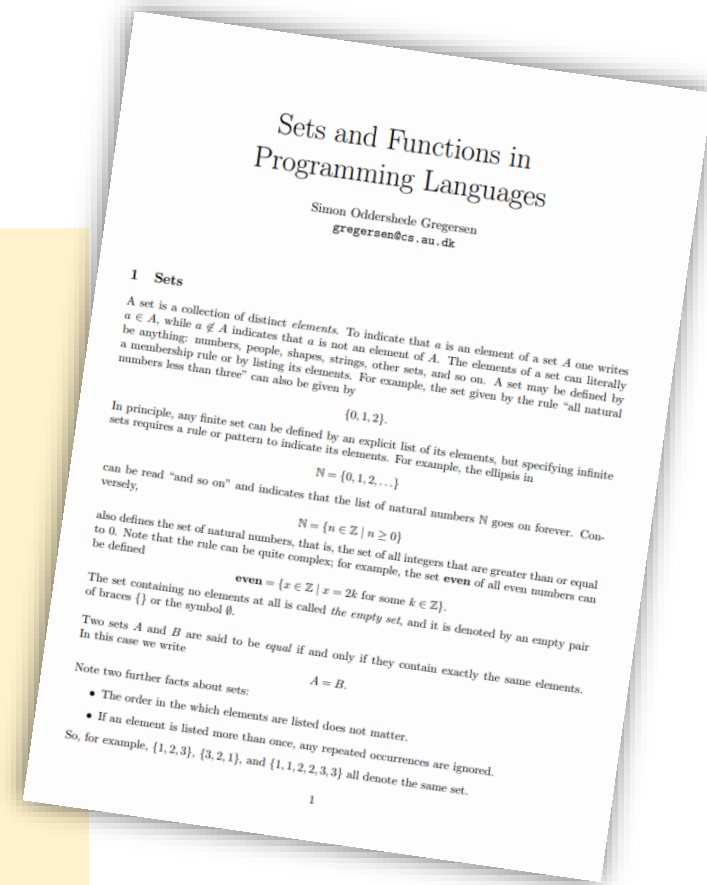 Sets and Functions in
Programming Languages
Simon Oddershede Gregersen
gregersen@cs.au.dk
1 Sets
A set is a collection of distinct elements. To indicate that a is an element of a set A one writes
a ∈ A, while a ∉ A indicates that a is not an element of A. The elements of a set can literally
be anything: numbers, people, shapes, strings, other sets, and so on. A set may be defined by
a membership rule or by listing its elements. For example, the set given by the rule “all natural
numbers less than three” can also be given by
{0, 1, 2}.
In principle, any finite set can be defined by an explicit list of its elements, but specifying infinite
sets requires a rule or pattern to indicate its elements. For example, the ellipsis in
ℕ = {0, 1, 2, . . .}
can be read “and so on” and indicates that the list of natural numbers ℕ goes on forever. Con-
versely,
ℕ = {n ∈ ℤ | n ≥ 0}
also defines the set of natural numbers, that is, the set of all integers that are greater than or equal
to 0. Note that the rule can be quite complex; for example, the set even of all even numbers can
be defined
even = {x ∈ ℤ | x = 2k for some k ∈ ℤ}.
The set containing no elements at all is called the empty set, and it is denoted by an empty pair
of braces {} or the symbol ∅.
Two sets A and B are said to be equal if and only if they contain exactly the same elements.
In this case we write
A = B.
Note two further facts about sets:
• The order in the which elements are listed does not matter.
• If an element is listed more than once, any repeated occurrences are ignored.
So, for example, {1, 2, 3}, {3, 2, 1}, and {1, 1, 2, 2, 3, 3} all denote the same set.
1